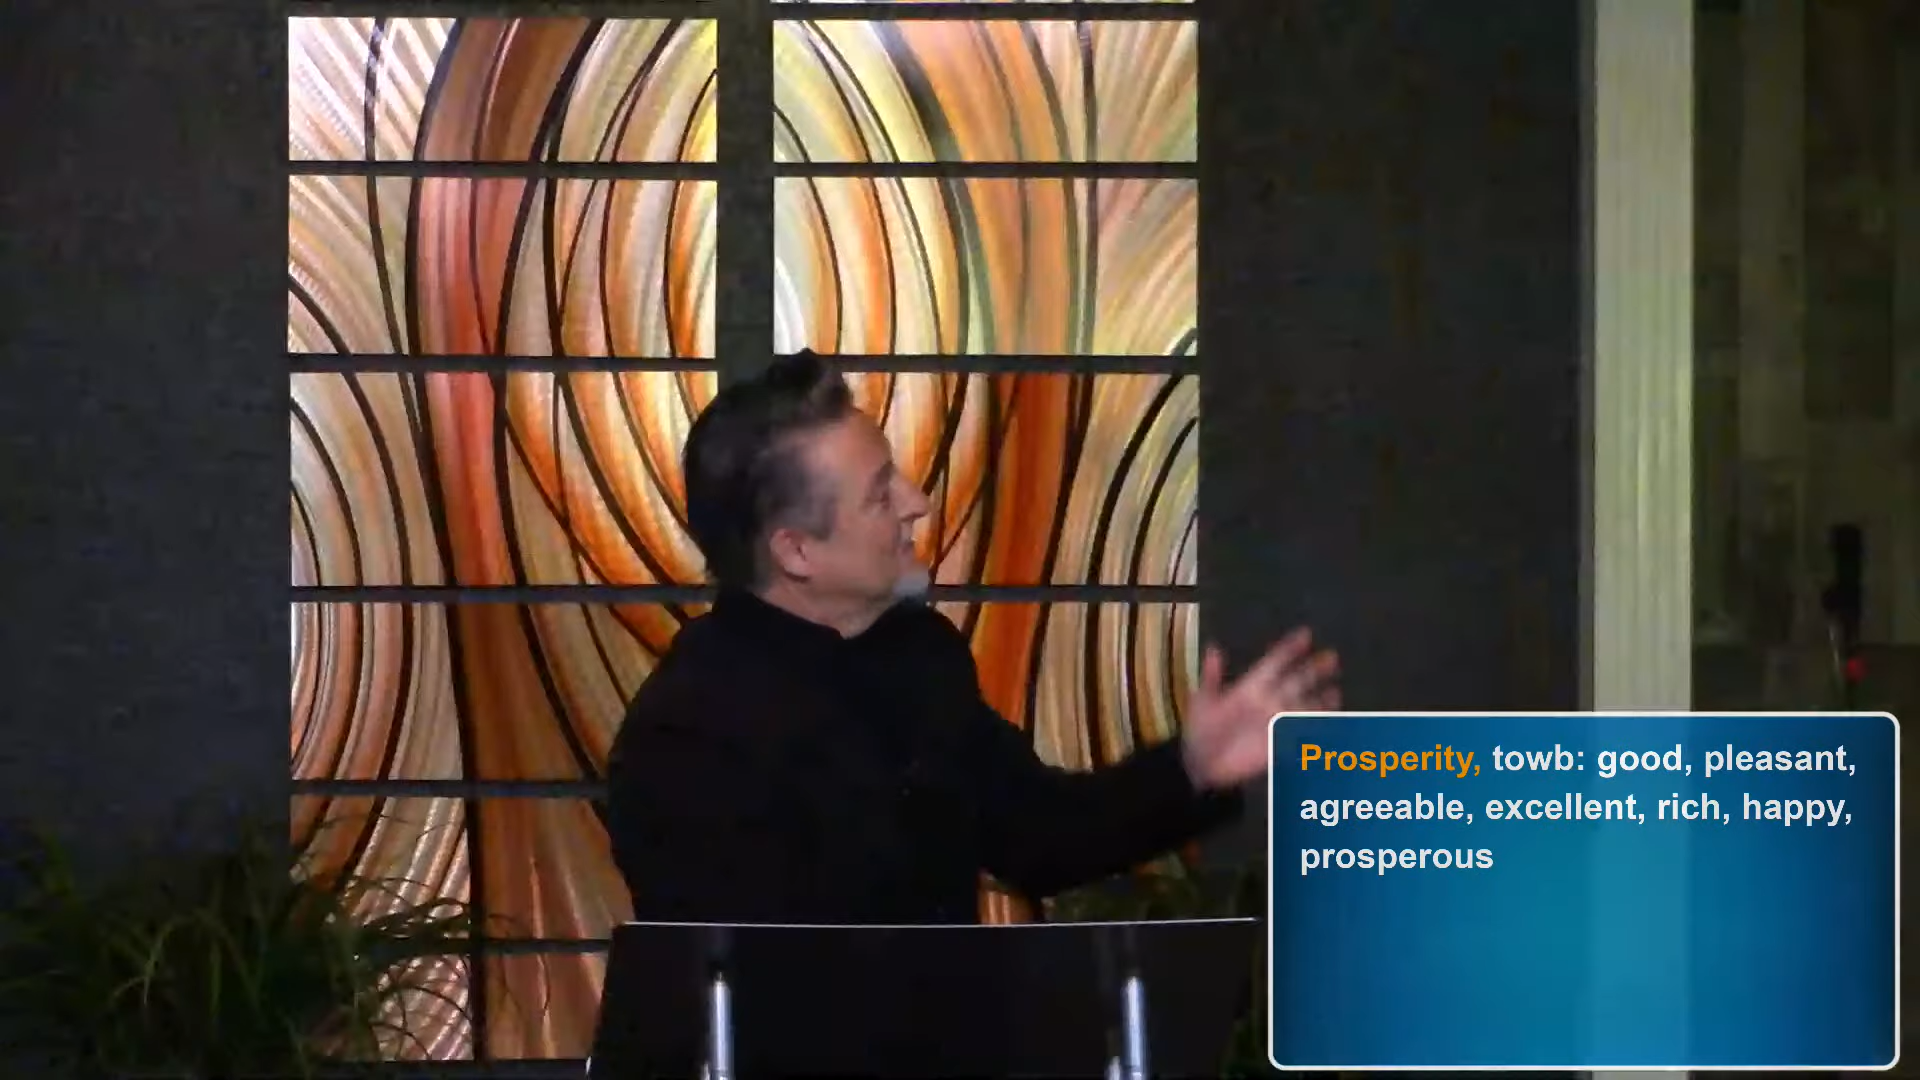 Prosperity, towb: good, pleasant,
agreeable, excellent, rich, happy,
prosperous